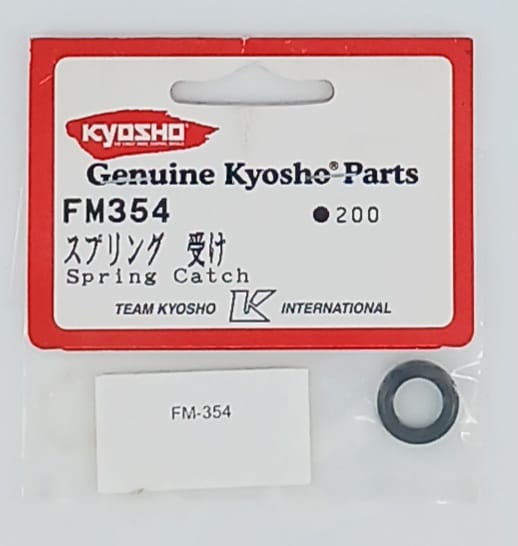 KYOSHO
Genuine Kyosho® Parts
FM354 ●200
スプリング 受け
Spring Catch
TEAM KYOSHO K INTERNATIONAL
FM-354